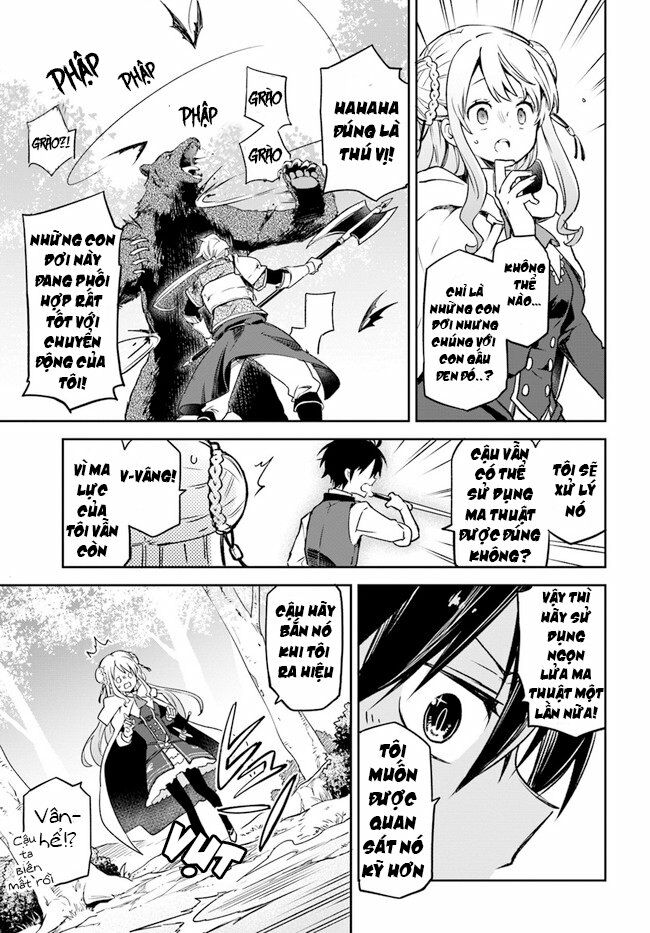 KHÔNG
THỂ
NÀO...
CHỈ LÀ
NHỮNG CON
DƠI NHƯNG
CHÚNG VỚI
CON GẤU
ĐEN ĐÓ..?
HAHAHA
ĐÚNG LÀ
THÚ VỊ!
GRÀO
GRÀO
PHẬP
PHẬP
PHẬP
GRÀO?!
NHỮNG CON
DƠI NÀY
ĐANG PHỐI
HỢP RẤT
TỐT VỚI
CHUYỂN
ĐỘNG CỦA
TÔI!
TÔI SẼ
XỬ LÝ
NÓ
CẬU VẪN
CÓ THỂ
SỬ DỤNG
MA THUẬT
ĐƯỢC ĐÚNG
KHÔNG?
V-VÂNG!
VÌ MA
LỰC
CỦA
TÔI VẪN
CÒN
VẬY THÌ
HÃY SỬ
DỤNG
NGỌN
LỬA MA
THUẬT MỘT
LẦN NỮA!
TÔI
MUỐN
ĐƯỢC
QUAN
SÁT NÓ
KỸ HƠN
CẬU HÃY
BẮN NÓ
KHI TÔI
RA HIỆU
VỤT
Vân-
hể!?
Cậu
ta
Biến
mất rồi